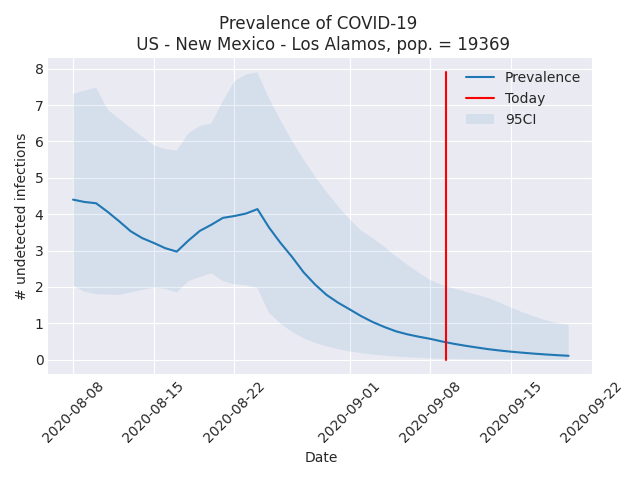 Prevalence of COVID-19
US - New Mexico - Los Alamos, pop. = 19369
8
7
6
5
4
3
2
1
0
# undetected infections
Prevalence
Today
95CI
2020-08-08
2020-08-15
2020-08-22
2020-09-01
2020-09-08
2020-09-15
2020-09-22
Date